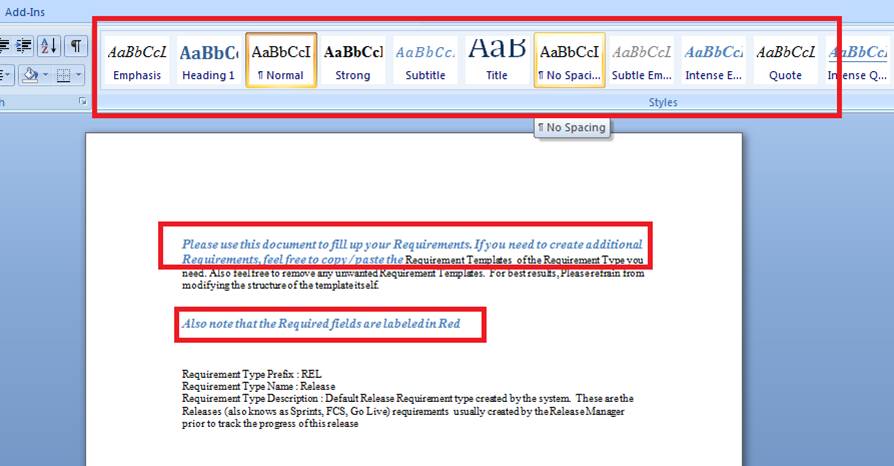 Add-Ins
AaBbCcL AaBbC AaBbCcI AaBbCcI AaBbCc. AaB AaBbCcI AaBbCcL AaBbCcI AaBbCcL AaBbCcI
Emphasis Heading 1 ¶ Normal Strong Subtitle Title ¶ No Spaci... Subtle Em... Intense E... Quote Intense Q...
Styles
¶ No Spacing
Please use this document to fill up your Requirements. If you need to create additional
Requirements, feel free to copy / paste the Requirement Templates of the Requirement Type you
need. Also feel free to remove any unwanted Requirement Templates. For best results, Please refrain from
modifying the structure of the template itself.
Also note that the Required fields are labeled in Red
Requirement Type Prefix : REL
Requirement Type Name : Release
Requirement Type Description : Default Release Requirement type created by the system. These are the
Releases (also known as Sprints, FCS, Go Live) requirements usually created by the Release Manager
prior to track the progress of this release